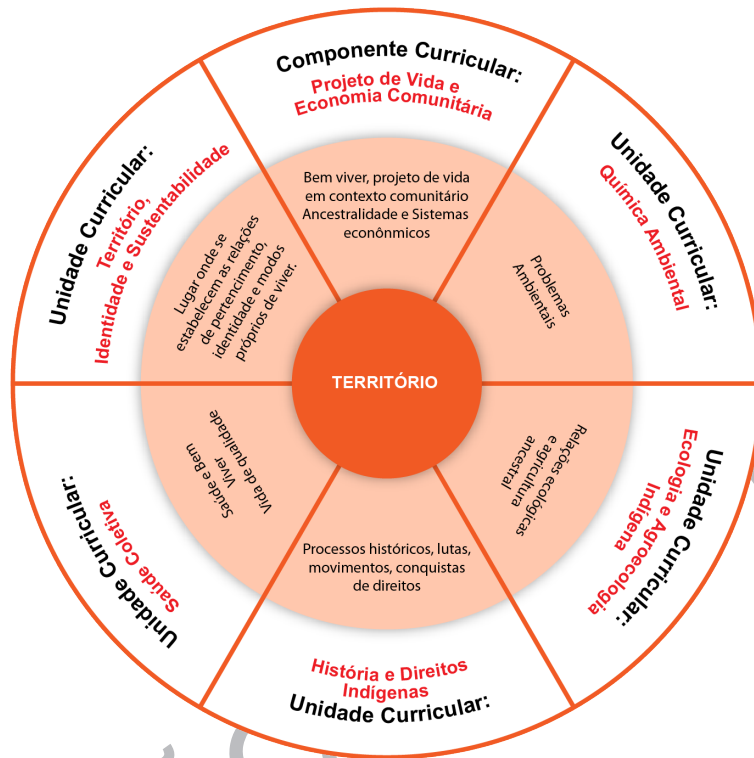 Componente Curricular:
Projeto de Vida e
Economia Comunitária
Bem viver, projeto de vida
em contexto comunitário
Ancestralidade e Sistemas
econônmicos
Unidade Curricular:
Química Ambiental
Problemas
Ambientais
Unidade Curricular:
Ecologia e Agroecologia
Indígena
Relações ecológicas
e agricultura
ancestral
História e Direitos
Indígenas
Unidade Curricular:
Processos históricos, lutas,
movimentos, conquistas
de direitos
Unidade Curricular:
Saúde Coletiva
Saúde e Bem
Viver
Vida de qualidade
Unidade Curricular:
Território,
Identidade e Sustentabilidade
Lugar onde se
estabelecem as relações
de pertencimento,
identidade e modos
próprios de viver.
TERRITÓRIO